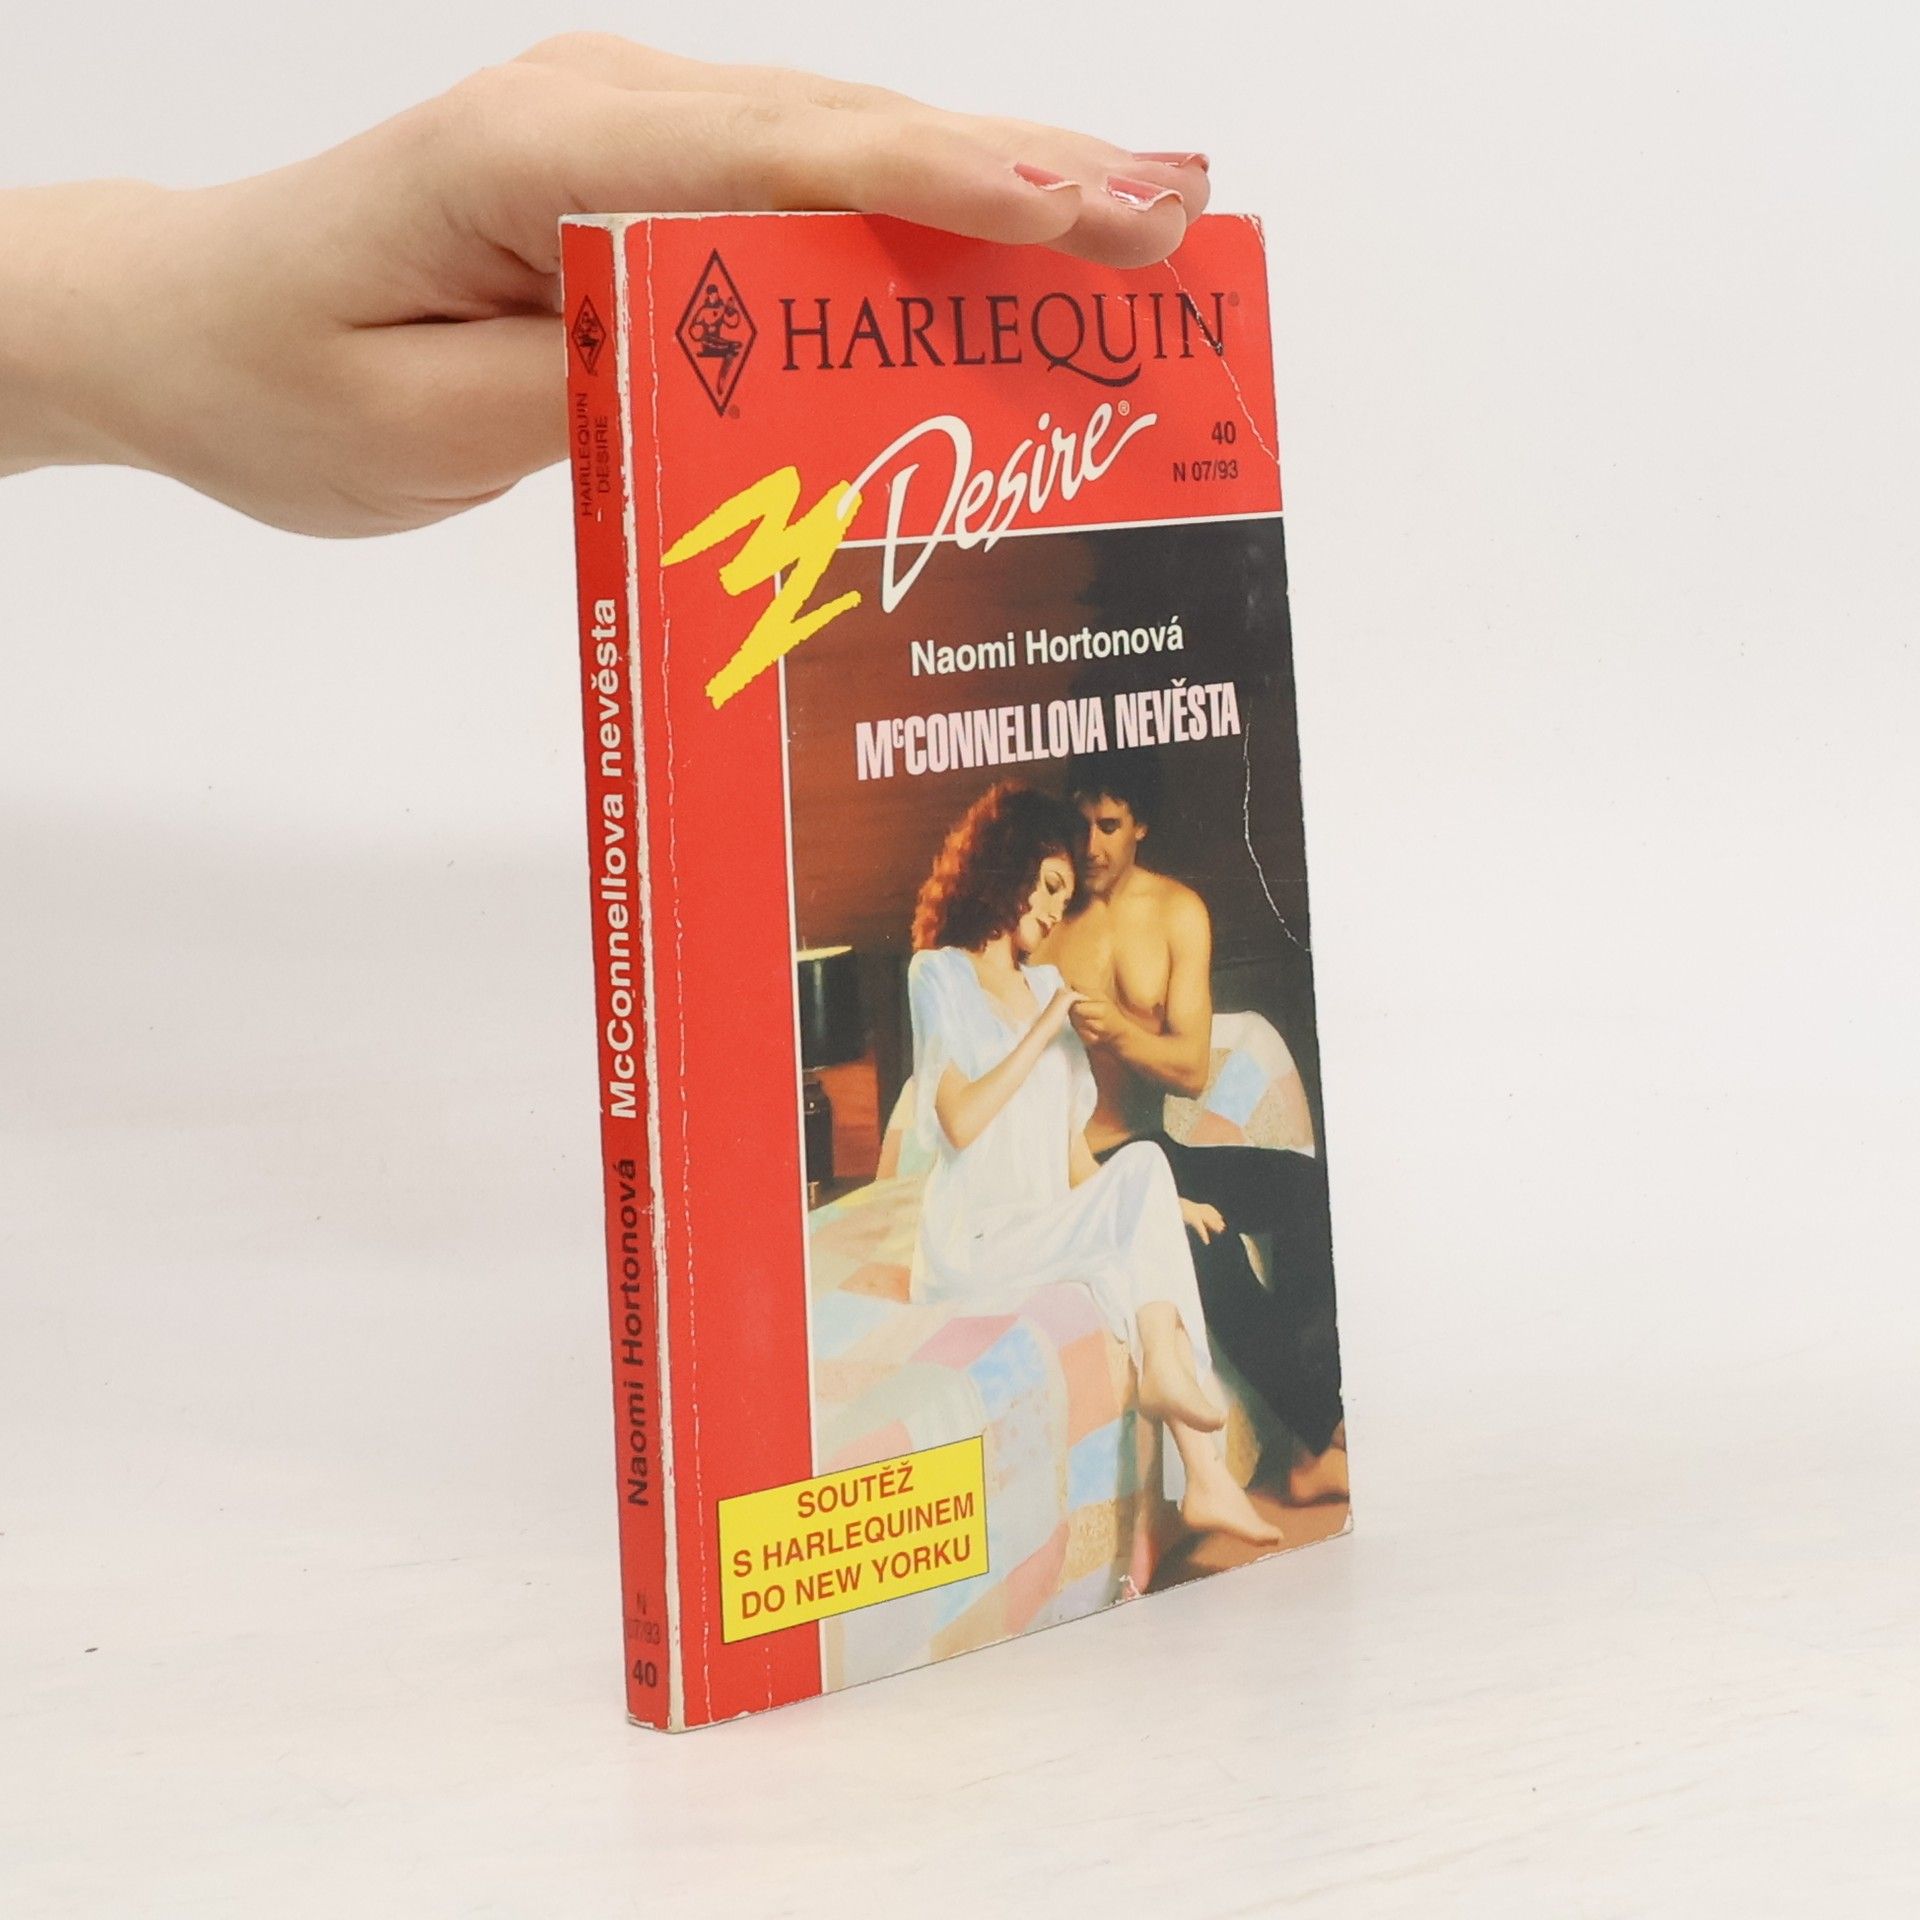 HARLEQUIN®
Desire®
40
N 07/93
Naomi Hortonová
McCONNELLOVA NEVĚSTA
SOUTĚŽ
S HARLEQUINEM
DO NEW YORKU
HARLEQUIN
DESIRE
McConnellova nevěsta
Naomi Hortonová
N
07/93
40